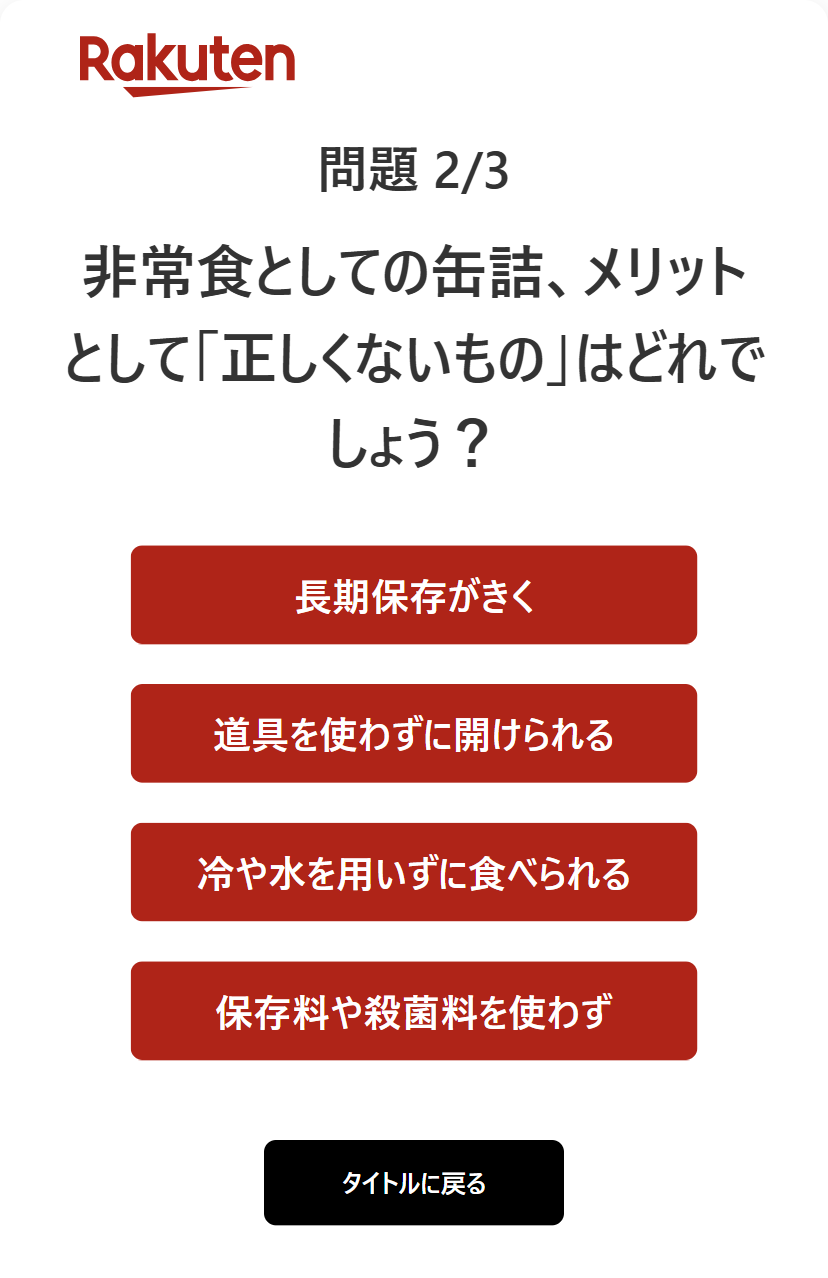 Rakuten
問題 2/3
非常食としての缶詰、メリット
として「正しくないもの」はどれで
しょう？
長期保存がきく
道具を使わずに開けられる
冷や水を用いずに食べられる
保存料や殺菌料を使わず
タイトルに戻る